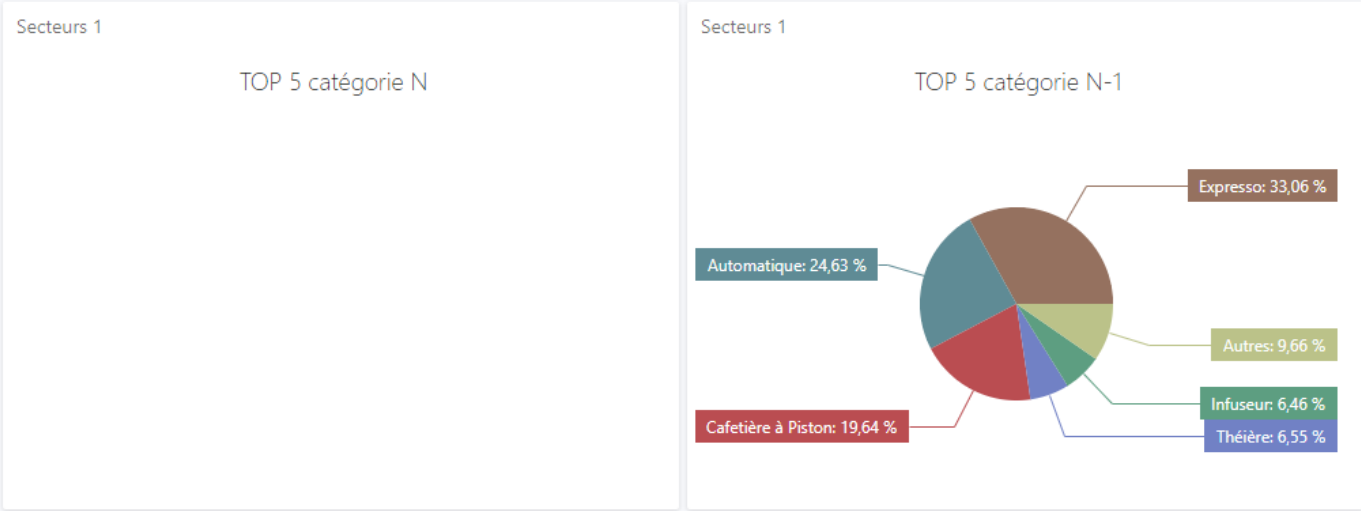 Secteurs 1
TOP 5 catégorie N
Secteurs 1
TOP 5 catégorie N-1
Expresso: 33,06 %
Automatique: 24,63 %
Autres: 9,66 %
Infuseur: 6,46 %
Cafetière à Piston: 19,64 %
Théière: 6,55 %